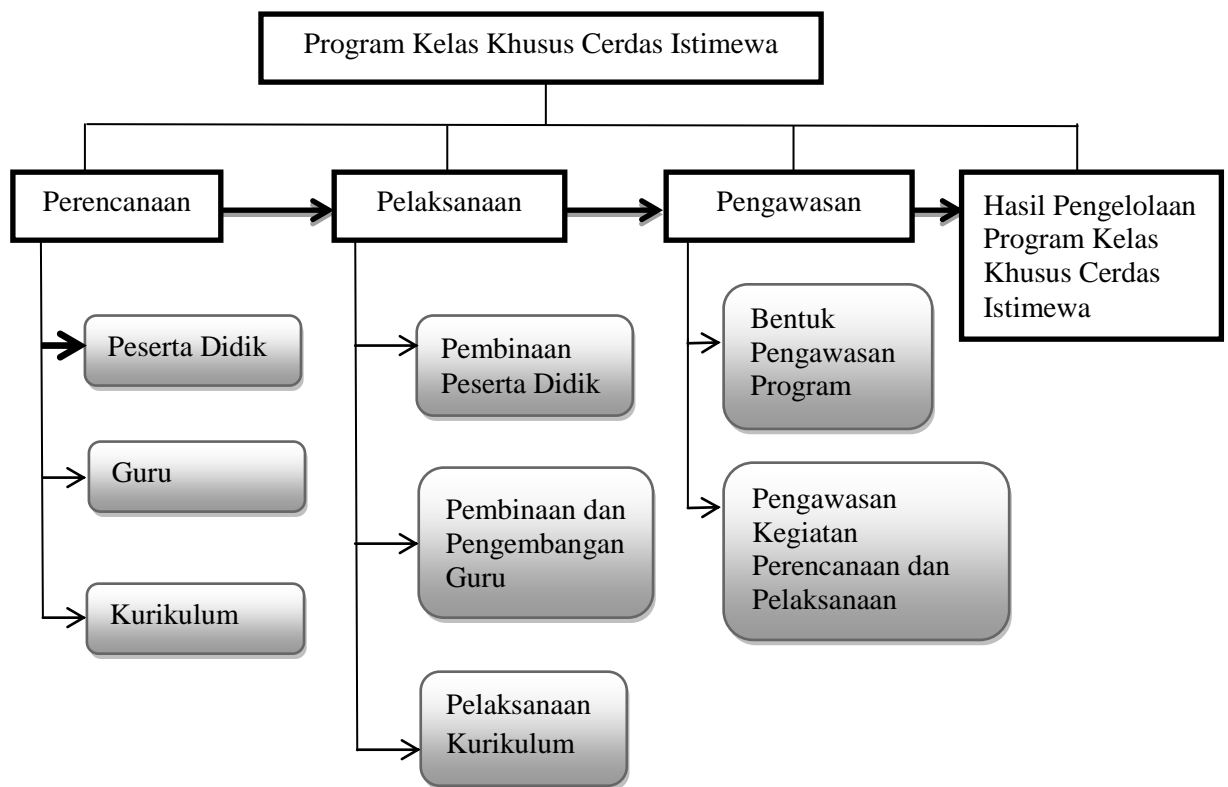 Program Kelas Khusus Cerdas Istimewa
Perencanaan
Pelaksanaan
Pengawasan
Hasil Pengelolaan
Program Kelas
Khusus Cerdas
Istimewa
Peserta Didik
Guru
Kurikulum
Pembinaan
Peserta Didik
Pembinaan dan
Pengembangan
Guru
Pelaksanaan
Kurikulum
Bentuk
Pengawasan
Program
Pengawasan
Kegiatan
Perencanaan dan
Pelaksanaan